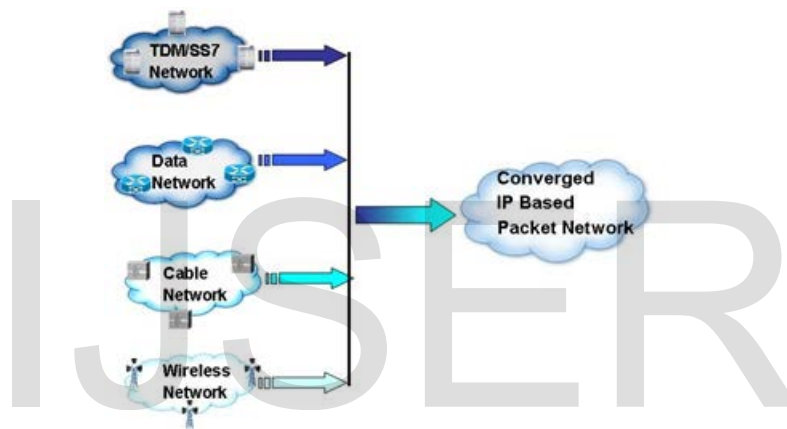 TDM/SS7
Network
Data
Network
Cable
Network
Wireless
Network
Converged
IP Based
Packet Network
IJSER